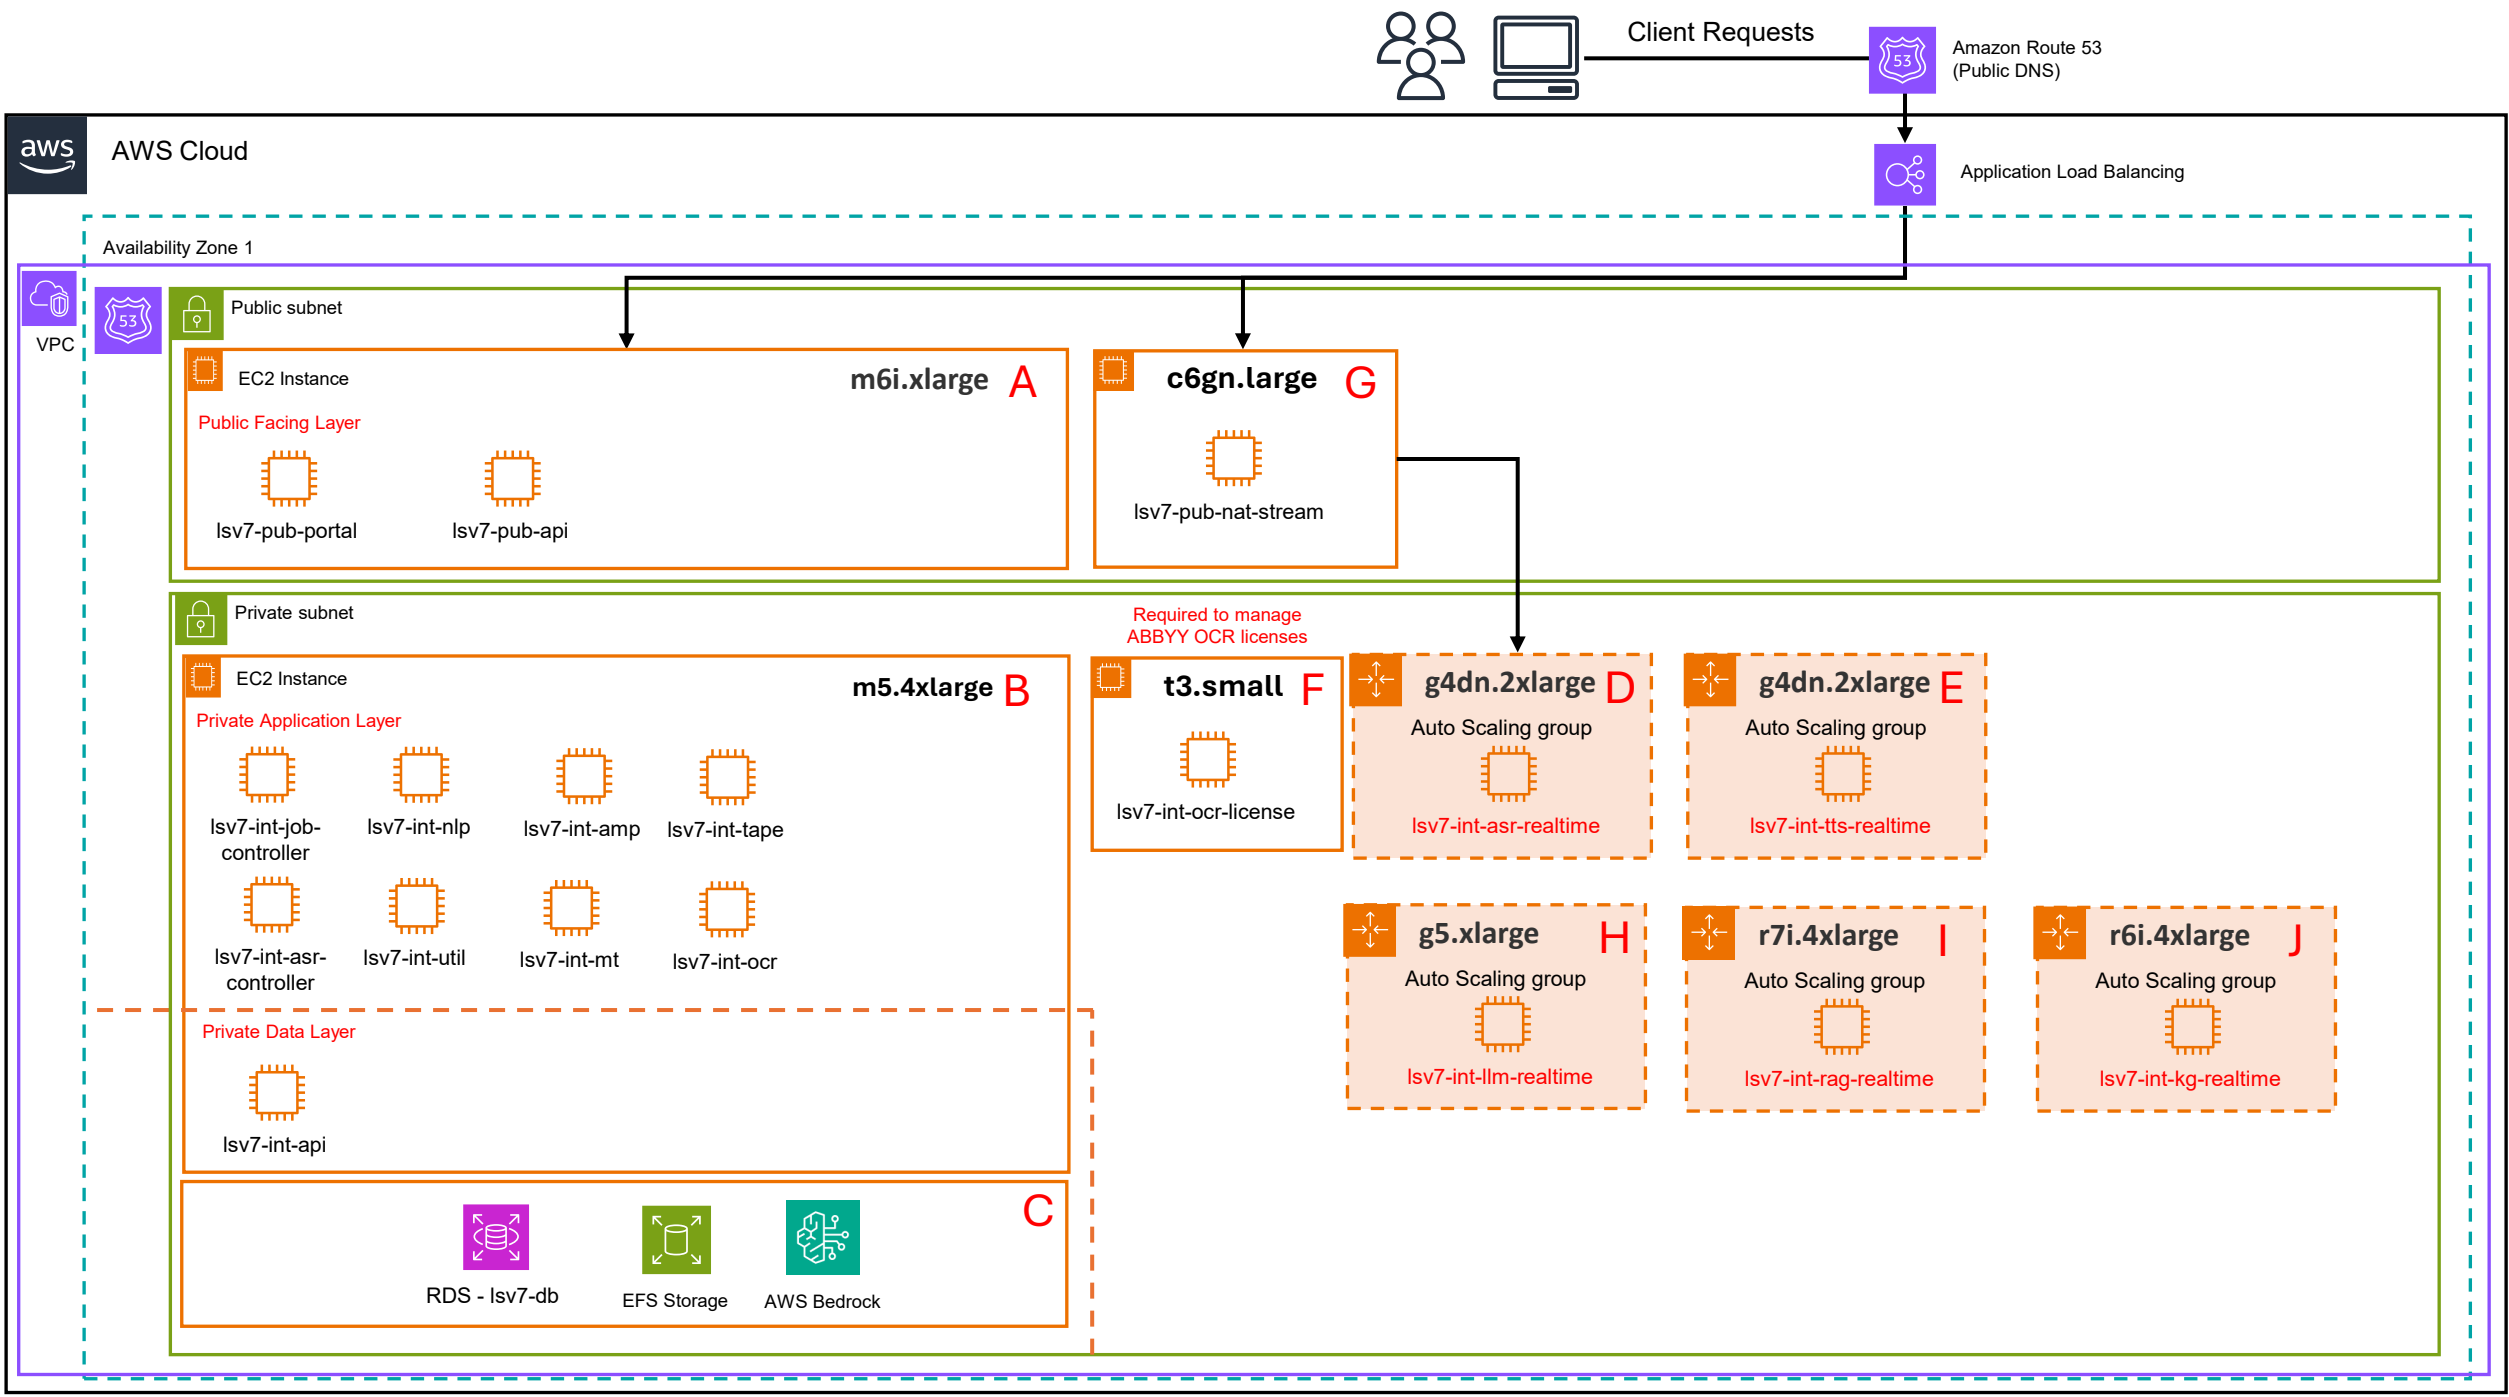 Client Requests
53
Amazon Route 53
(Public DNS)
aws
AWS Cloud
Application Load Balancing
Availability Zone 1
VPC
53
Public subnet
EC2 Instance
m6i.xlarge
A
Public Facing Layer
lsv7-pub-portal
lsv7-pub-api
c6gn.large
G
lsv7-pub-nat-stream
Private subnet
EC2 Instance
m5.4xlarge
B
Private Application Layer
lsv7-int-job-
controller
lsv7-int-nlp
lsv7-int-amp
lsv7-int-tape
lsv7-int-asr-
controller
lsv7-int-util
lsv7-int-mt
lsv7-int-ocr
Private Data Layer
lsv7-int-api
C
RDS - lsv7-db
EFS Storage
AWS Bedrock
Required to manage
ABBYY OCR licenses
t3.small
F
lsv7-int-ocr-license
g4dn.2xlarge
D
Auto Scaling group
lsv7-int-asr-realtime
g4dn.2xlarge
E
Auto Scaling group
lsv7-int-tts-realtime
g5.xlarge
H
Auto Scaling group
lsv7-int-llm-realtime
r7i.4xlarge
I
Auto Scaling group
lsv7-int-rag-realtime
r6i.4xlarge
J
Auto Scaling group
lsv7-int-kg-realtime